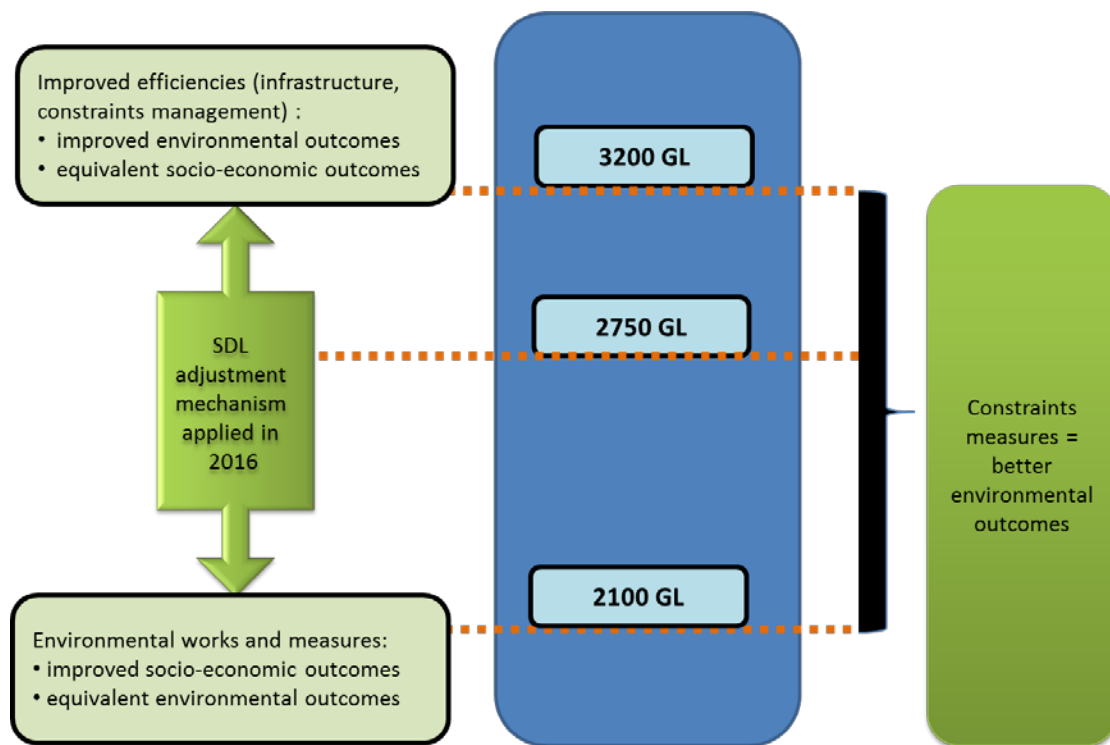 Improved efficiencies (infrastructure,
constraints management) :
• improved environmental outcomes
• equivalent socio-economic outcomes
3200 GL
SDL
adjustment
mechanism
applied in
2016
2750 GL
Constraints
measures =
better
environmental
outcomes
2100 GL
Environmental works and measures:
• improved socio-economic outcomes
• equivalent environmental outcomes